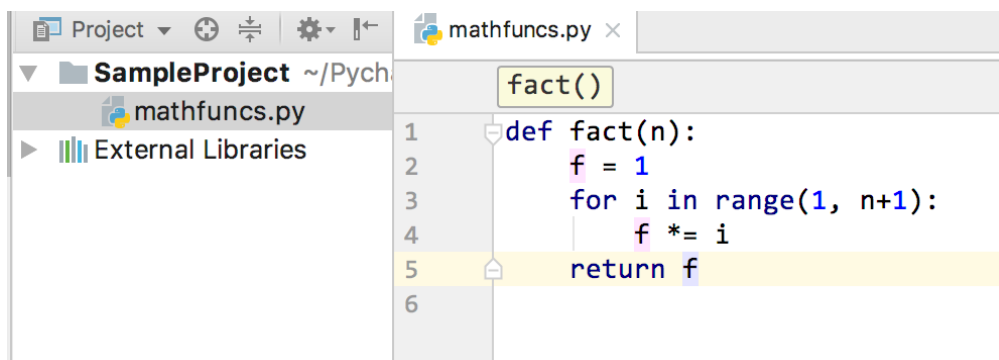 Project
SampleProject ~/Pych
mathfuncs.py
External Libraries
mathfuncs.py
fact()
1 def fact(n):
2     f = 1
3     for i in range(1, n+1):
4         f *= i
5     return f
6